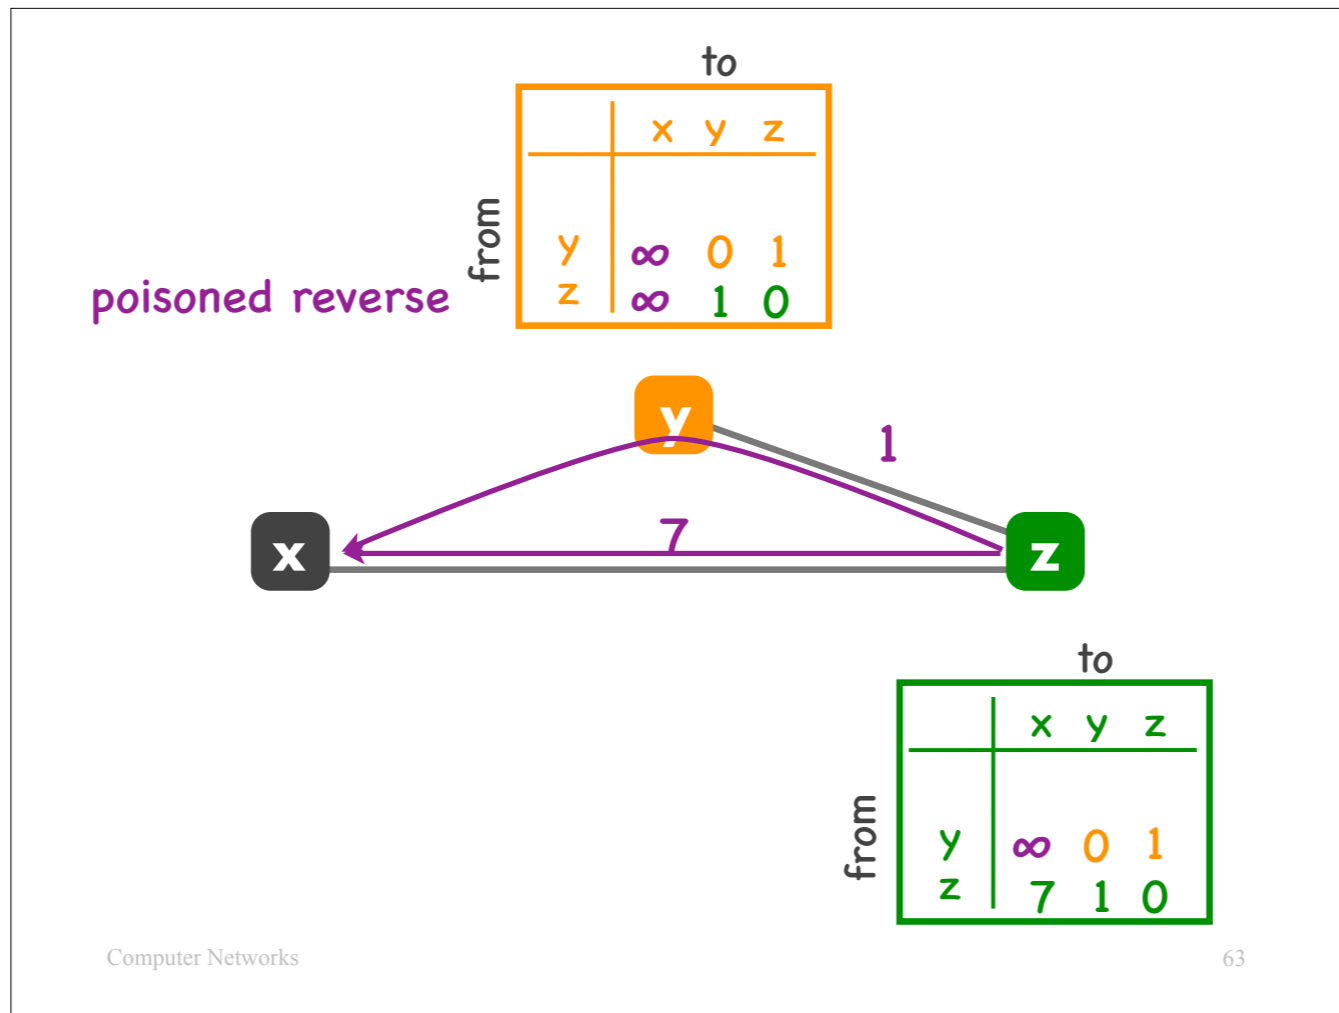 to
x y z
from
y ∞ 0 1
z ∞ 1 0
poisoned reverse
y
1
7
x
z
to
x y z
from
y ∞ 0 1
z 7 1 0
Computer Networks
63